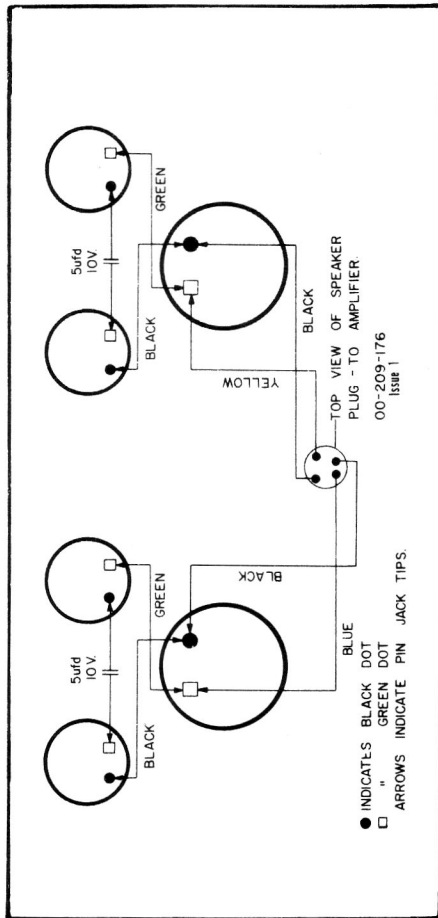 5ufd
10V.
5ufd
10V.
BLACK
GREEN
BLACK
GREEN
BLACK
YELLOW
BLUE
BLACK
TOP VIEW OF SPEAKER
PLUG - TO AMPLIFIER.
00-209-176
Issue 1
● INDICATES BLACK DOT
□ " GREEN DOT
ARROWS INDICATE PIN JACK TIPS.